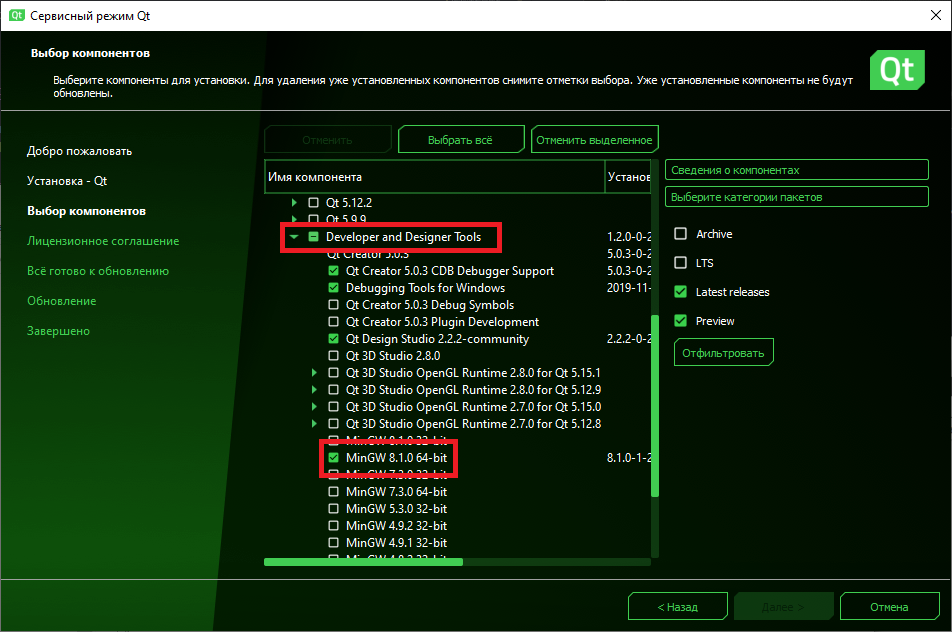 Qt Сервисный режим Qt
Выбор компонентов
Выберите компоненты для установки. Для удаления уже установленных компонентов снимите отметки выбора. Уже установленные компоненты не будут
обновлены.
Qt
Добро пожаловать
Установка - Qt
Выбор компонентов
Лицензионное соглашение
Всё готово к обновлению
Обновление
Завершено
Отменить
Выбрать всё
Отменить выделенное
Имя компонента
Установ
Qt 5.12.2
Qt 5.9.9
Developer and Designer Tools 1.2.0-0-2
Qt Creator 5.0.3 5.0.3-0-2
Qt Creator 5.0.3 CDB Debugger Support 5.0.3-0-2
Debugging Tools for Windows 2019-11-
Qt Creator 5.0.3 Debug Symbols
Qt Creator 5.0.3 Plugin Development
Qt Design Studio 2.2.2-community 2.2.2-0-2
Qt 3D Studio 2.8.0
Qt 3D Studio OpenGL Runtime 2.8.0 for Qt 5.15.1
Qt 3D Studio OpenGL Runtime 2.8.0 for Qt 5.12.9
Qt 3D Studio OpenGL Runtime 2.7.0 for Qt 5.15.0
Qt 3D Studio OpenGL Runtime 2.7.0 for Qt 5.12.8
MinGW 8.1.0 32-bit
MinGW 8.1.0 64-bit 8.1.0-1-2
MinGW 7.3.0 32-bit
MinGW 7.3.0 64-bit
MinGW 5.3.0 32-bit
MinGW 4.9.2 32-bit
MinGW 4.9.1 32-bit
MinGW 4.8.2 32-bit
Сведения о компонентах
Выберите категории пакетов
Archive
LTS
Latest releases
Preview
Отфильтровать
< Назад
Далее >
Отмена